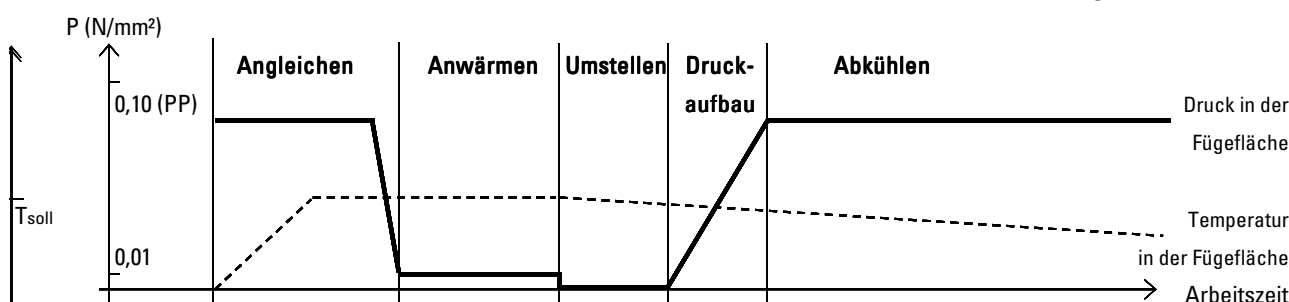 P (N/mm²)
Angleichen
Anwärmen
Umstellen
Druck-
aufbau
Abkühlen
0,10 (PP)
Druck in der
Fügefläche
Tsoll
Temperatur
in der Fügefläche
0,01
Arbeitszeit